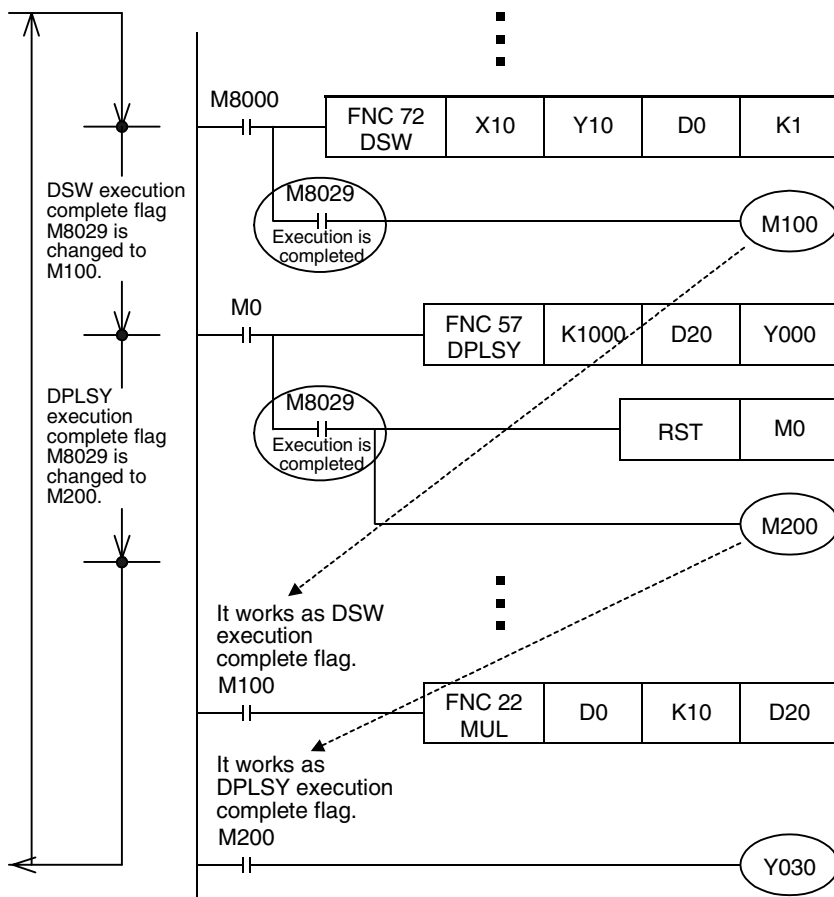 M8000
FNC 72
DSW
X10
Y10
D0
K1
DSW execution
complete flag
M8029 is
changed to
M100.
M8029
Execution is
completed
M100
M0
FNC 57
DPLSY
K1000
D20
Y000
DPLSY
execution
complete flag
M8029 is
changed to
M200.
M8029
Execution is
completed
RST
M0
M200
It works as DSW
execution
complete flag.
M100
FNC 22
MUL
D0
K10
D20
It works as
DPLSY execution
complete flag.
M200
Y030